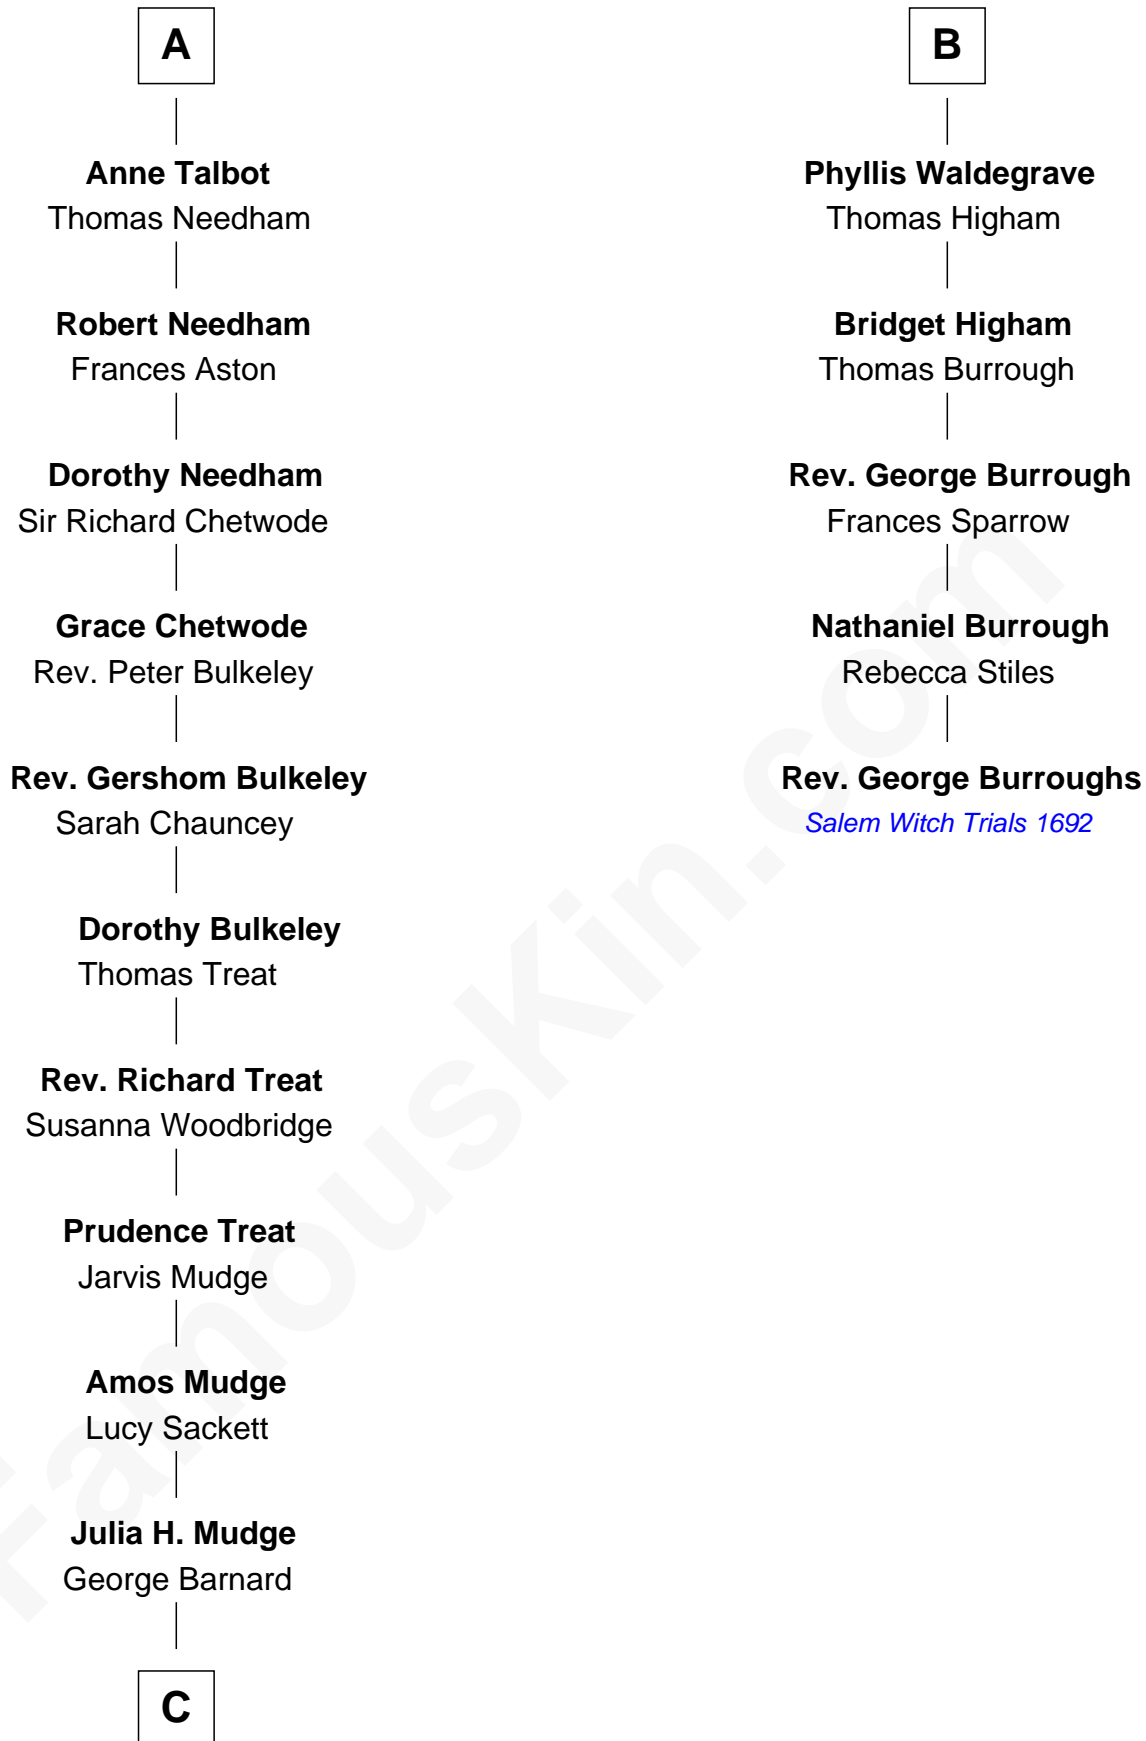 A
Anne Talbot
Thomas Needham
Robert Needham
Frances Aston
Dorothy Needham
Sir Richard Chetwode
Grace Chetwode
Rev. Peter Bulkeley
Rev. Gershom Bulkeley
Sarah Chauncey
Dorothy Bulkeley
Thomas Treat
Rev. Richard Treat
Susanna Woodbridge
Prudence Treat
Jarvis Mudge
Amos Mudge
Lucy Sackett
Julia H. Mudge
George Barnard
C
B
Phyllis Waldegrave
Thomas Higham
Bridget Higham
Thomas Burrough
Rev. George Burrough
Frances Sparrow
Nathaniel Burrough
Rebecca Stiles
Rev. George Burroughs
Salem Witch Trials 1692
FamousKin.com